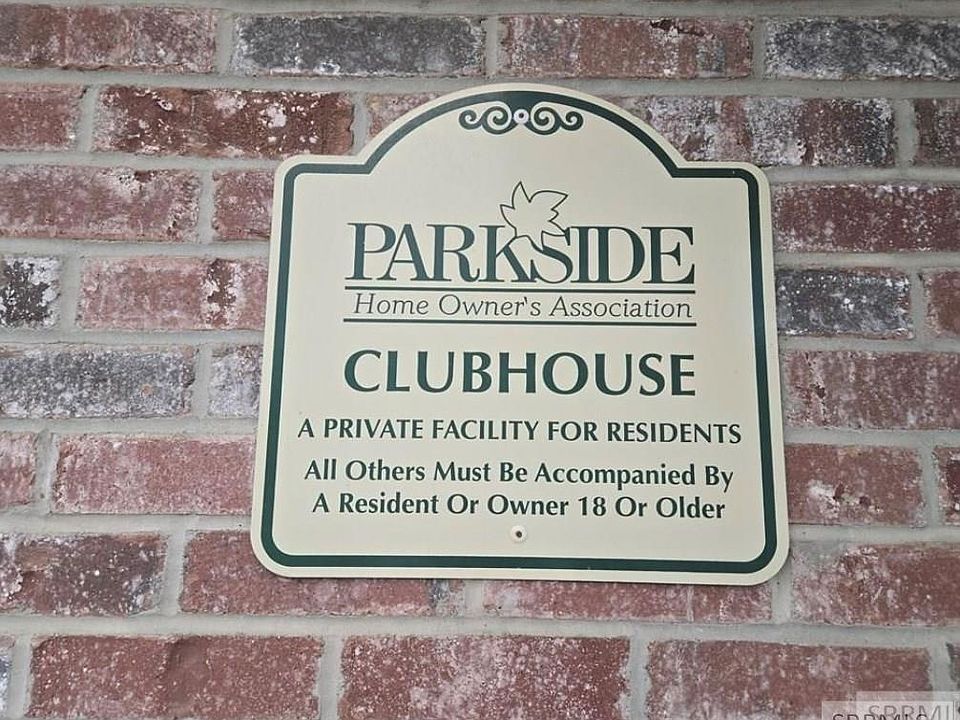 PARKSIDE
Home Owner's Association
CLUBHOUSE
A PRIVATE FACILITY FOR RESIDENTS
All Others Must Be Accompanied By
A Resident Or Owner 18 Or Older